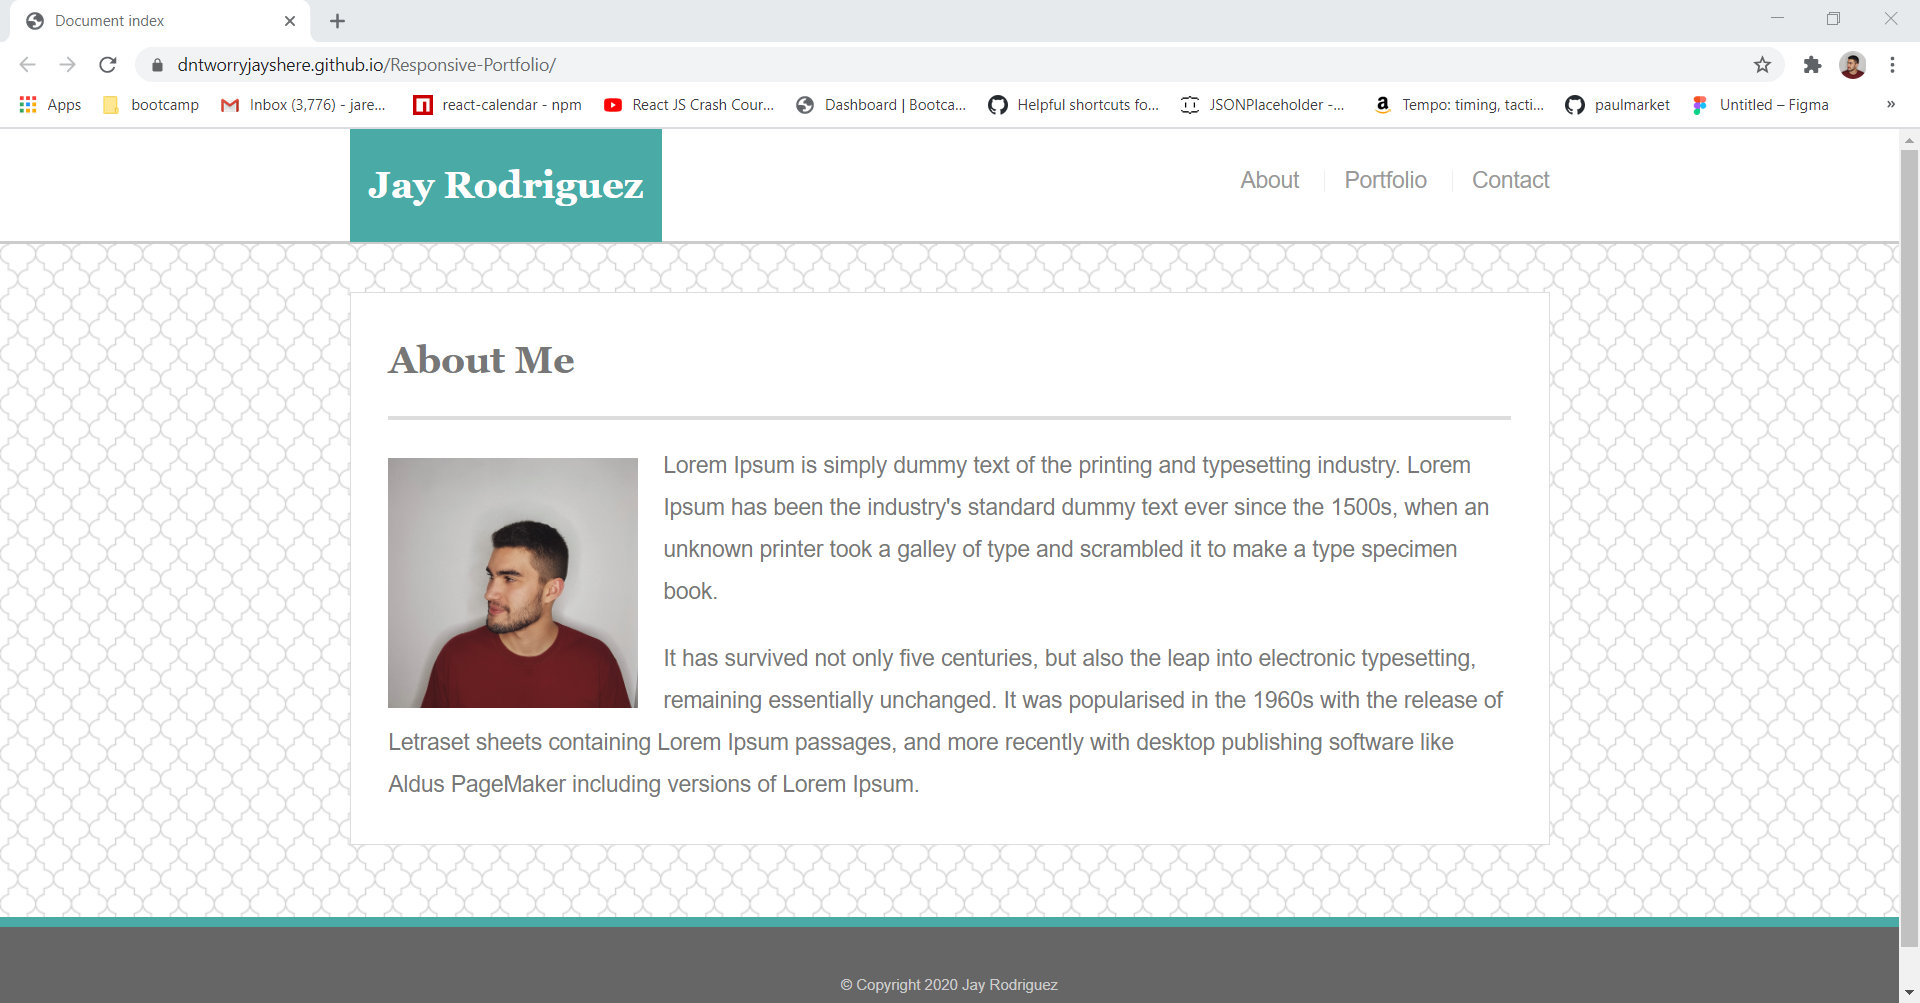 Document index
dntworryjayshere.github.io/Responsive-Portfolio/
Apps bootcamp Inbox (3,776) - jare... react-calendar - npm React JS Crash Cour... Dashboard | Bootca... Helpful shortcuts fo... JSONPlaceholder -... Tempo: timing, tacti... paulmarket Untitled – Figma »
Jay Rodriguez
About Portfolio Contact
About Me
Lorem Ipsum is simply dummy text of the printing and typesetting industry. Lorem
Ipsum has been the industry's standard dummy text ever since the 1500s, when an
unknown printer took a galley of type and scrambled it to make a type specimen
book.
It has survived not only five centuries, but also the leap into electronic typesetting,
remaining essentially unchanged. It was popularised in the 1960s with the release of
Letraset sheets containing Lorem Ipsum passages, and more recently with desktop publishing software like
Aldus PageMaker including versions of Lorem Ipsum.
© Copyright 2020 Jay Rodriguez